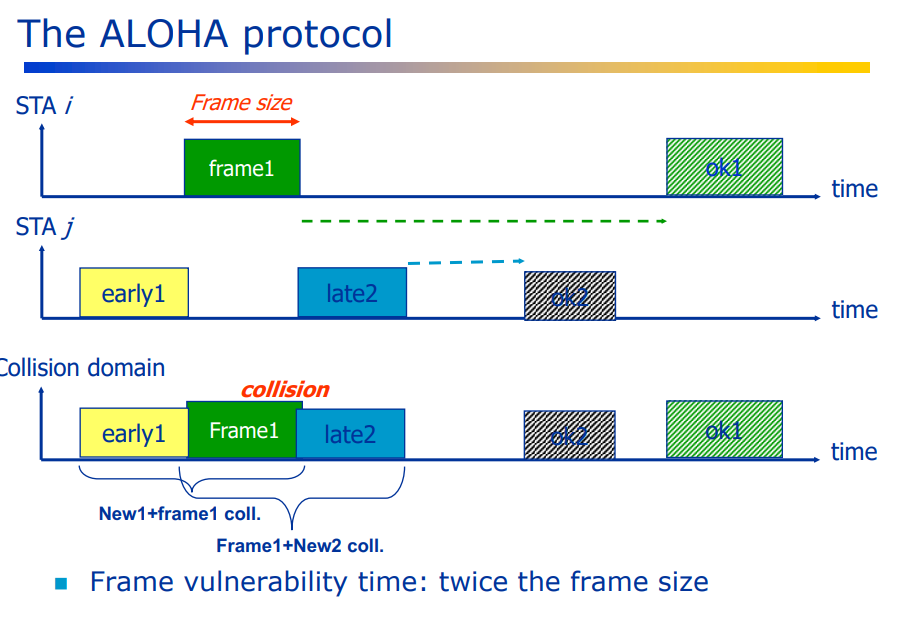 The ALOHA protocol
STA i
Frame size
frame1
ok1
time
STA j
early1
late2
ok2
time
Collision domain
collision
early1
Frame1
late2
ok2
ok1
time
New1+frame1 coll.
Frame1+New2 coll.
Frame vulnerability time: twice the frame size